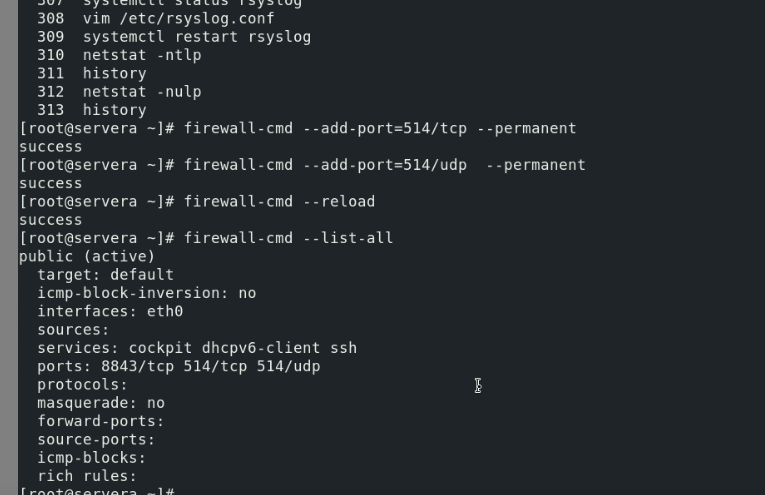 307  systemctl status rsyslog
308  vim /etc/rsyslog.conf
309  systemctl restart rsyslog
310  netstat -ntlp
311  history
312  netstat -nulp
313  history
[root@servera ~]# firewall-cmd --add-port=514/tcp --permanent
success
[root@servera ~]# firewall-cmd --add-port=514/udp  --permanent
success
[root@servera ~]# firewall-cmd --reload
success
[root@servera ~]# firewall-cmd --list-all
public (active)
  target: default
  icmp-block-inversion: no
  interfaces: eth0
  sources:
  services: cockpit dhcpv6-client ssh
  ports: 8843/tcp 514/tcp 514/udp
  protocols:
  masquerade: no
  forward-ports:
  source-ports:
  icmp-blocks:
  rich rules:
[root@servera ~]#